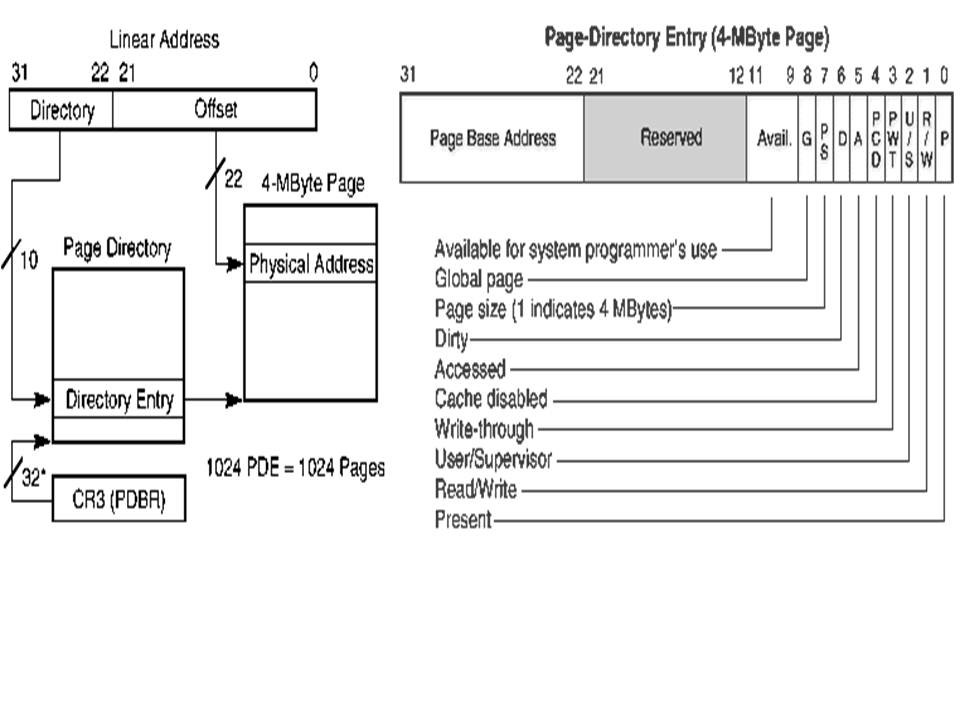 Linear Address
31 22 21 0
Directory Offset
22
4-MByte Page
10
Page Directory
Physical Address
Directory Entry
32*
CR3 (PDBR)
1024 PDE = 1024 Pages
Page-Directory Entry (4-MByte Page)
31 22 21 12 11 9 8 7 6 5 4 3 2 1 0
Page Base Address Reserved Avail. G PS D A PCD PWT U/S R/W P
Available for system programmer's use
Global page
Page size (1 indicates 4 MBytes)
Dirty
Accessed
Cache disabled
Write-through
User/Supervisor
Read/Write
Present